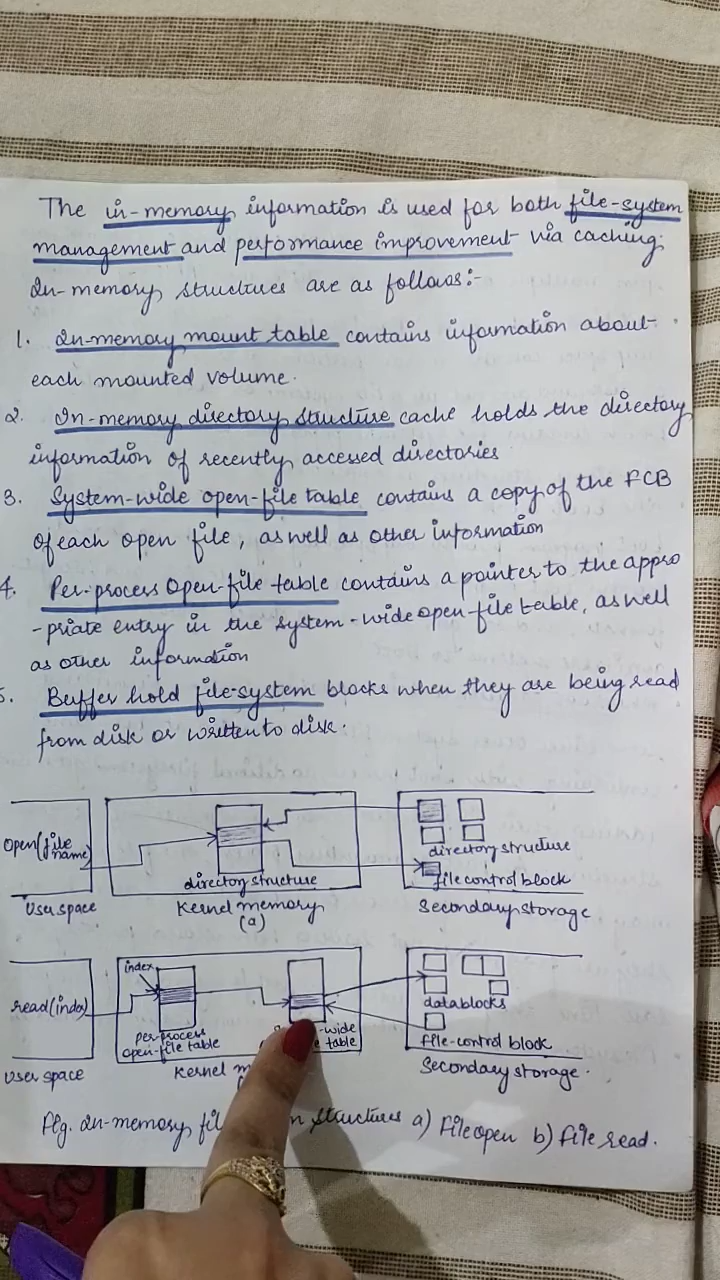 The in-memory information is used for both file-system
management and performance improvement via caching.
In-memory structures are as follows:-
1. In-memory mount table contains information about
each mounted volume.
2. In-memory directory structure cache holds the directory
information of recently accessed directories
3. System-wide open-file table contains a copy of the FCB
of each open file, as well as other information
4. Per-process open-file table contains a pointer to the appro
-priate entry in the system-wide open-file table, as well
as other information
5. Buffer hold file-system blocks when they are being read
from disk or written to disk.
open(file
name)
directory structure
directory structure
file control block
User space
Kernel memory
(a)
Secondary storage
index
read(index)
per-process
open-file table
-wide
table
data blocks
file-control block
User space
Kernel
Secondary storage.
Fig. In-memory structures a) File open b) File read.